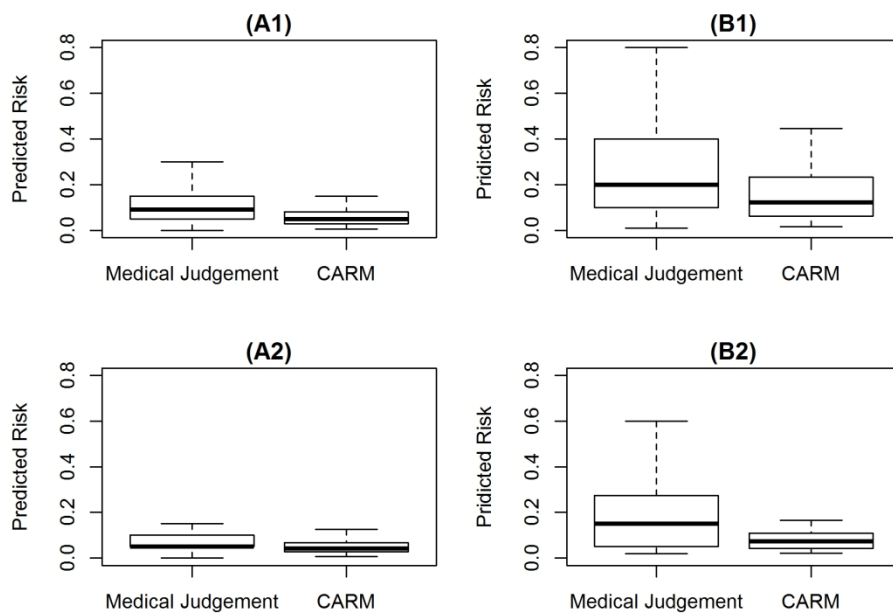 (A1)
Predicted Risk
0.0 0.2 0.4 0.6 0.8
Medical Judgement CARM
(B1)
Pridicted Risk
0.0 0.2 0.4 0.6 0.8
Medical Judgement CARM
(A2)
Predicted Risk
0.0 0.2 0.4 0.6 0.8
Medical Judgement CARM
(B2)
Pridicted Risk
0.0 0.2 0.4 0.6 0.8
Medical Judgement CARM